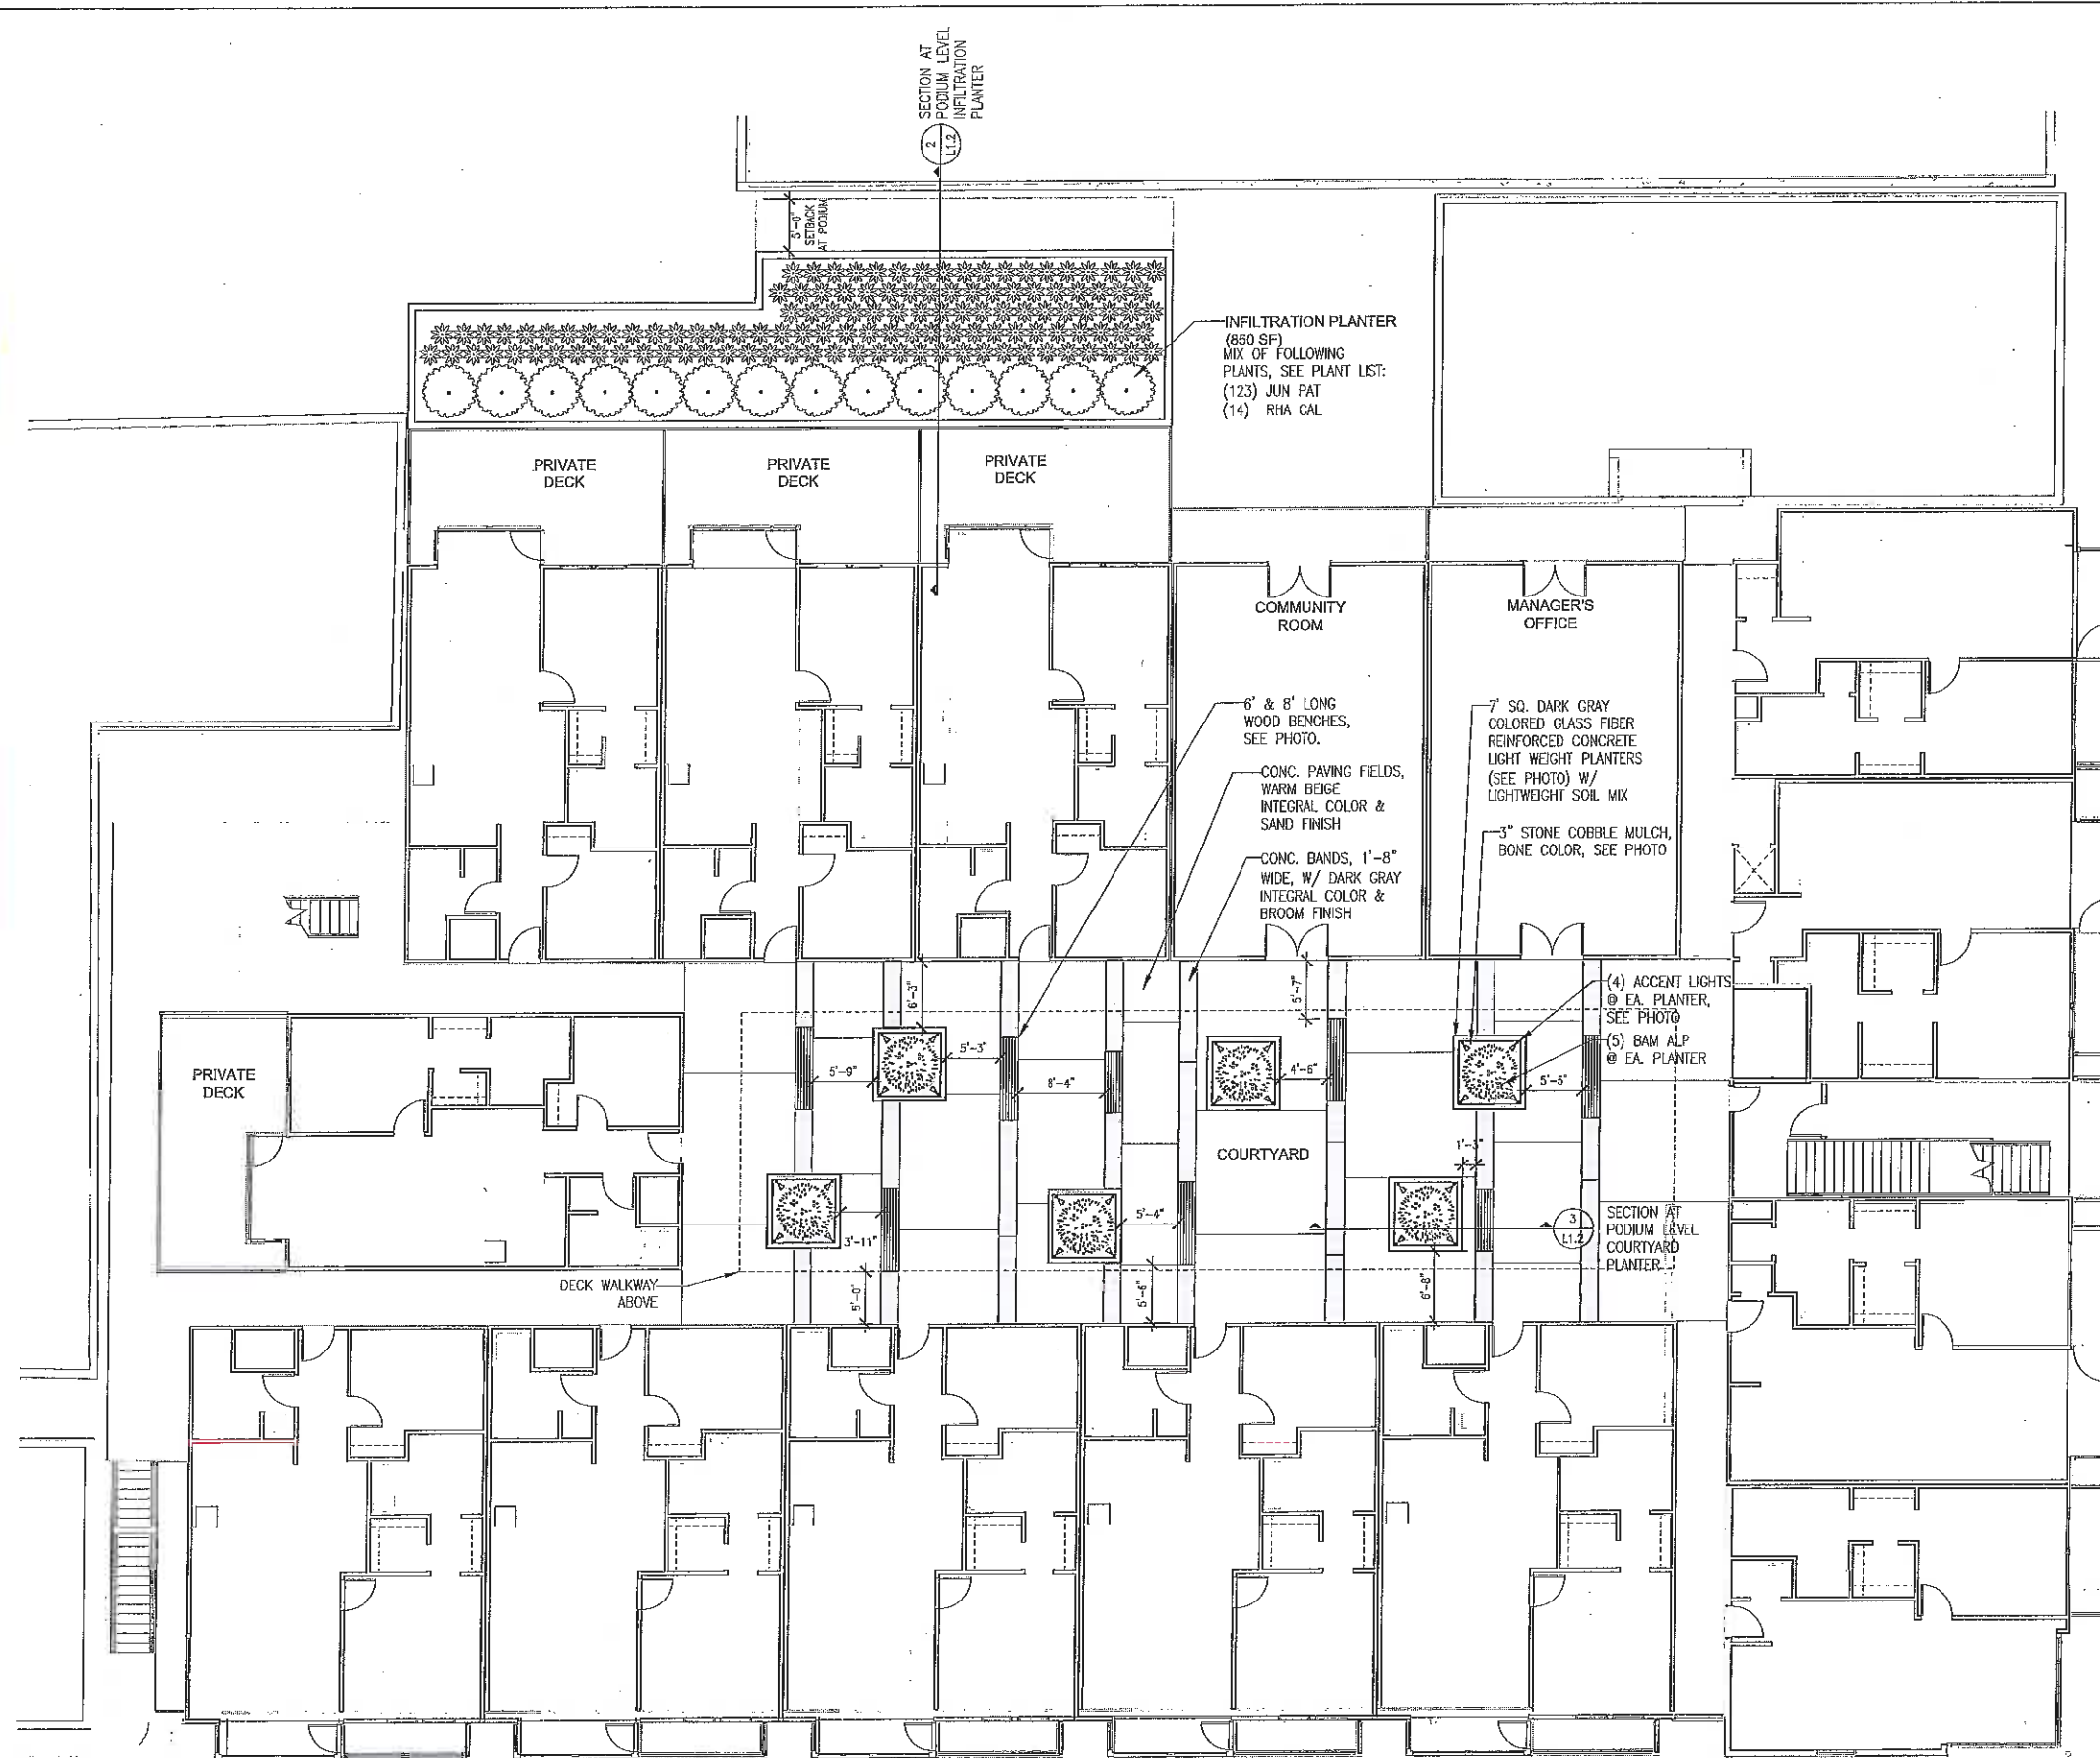 SECTION AT
PODIUM LEVEL
INFILTRATION
PLANTER
2
L1.2
5'-0"
SETBACK
AT PODIUM
INFILTRATION PLANTER
(850 SF)
MIX OF FOLLOWING
PLANTS, SEE PLANT LIST:
(123) JUN PAT
(14) RHA CAL
PRIVATE
DECK
PRIVATE
DECK
PRIVATE
DECK
COMMUNITY
ROOM
MANAGER'S
OFFICE
6' & 8' LONG
WOOD BENCHES,
SEE PHOTO.
CONC. PAVING FIELDS,
WARM BEIGE
INTEGRAL COLOR &
SAND FINISH
CONC. BANDS, 1'-8"
WIDE, W/ DARK GRAY
INTEGRAL COLOR &
BROOM FINISH
7' SQ. DARK GRAY
COLORED GLASS FIBER
REINFORCED CONCRETE
LIGHT WEIGHT PLANTERS
(SEE PHOTO) W/
LIGHTWEIGHT SOIL MIX
3" STONE COBBLE MULCH,
BONE COLOR, SEE PHOTO
(4) ACCENT LIGHTS
@ EA. PLANTER,
SEE PHOTO
(5) BAM ALP
@ EA. PLANTER
6'-3"
5'-7"
5'-9"
5'-3"
8'-4"
4'-6"
5'-5"
PRIVATE
DECK
COURTYARD
1'-3"
3'-11"
5'-4"
3
L1.2
SECTION AT
PODIUM LEVEL
COURTYARD
PLANTER
DECK WALKWAY
ABOVE
5'-0"
5'-6"
6'-8"